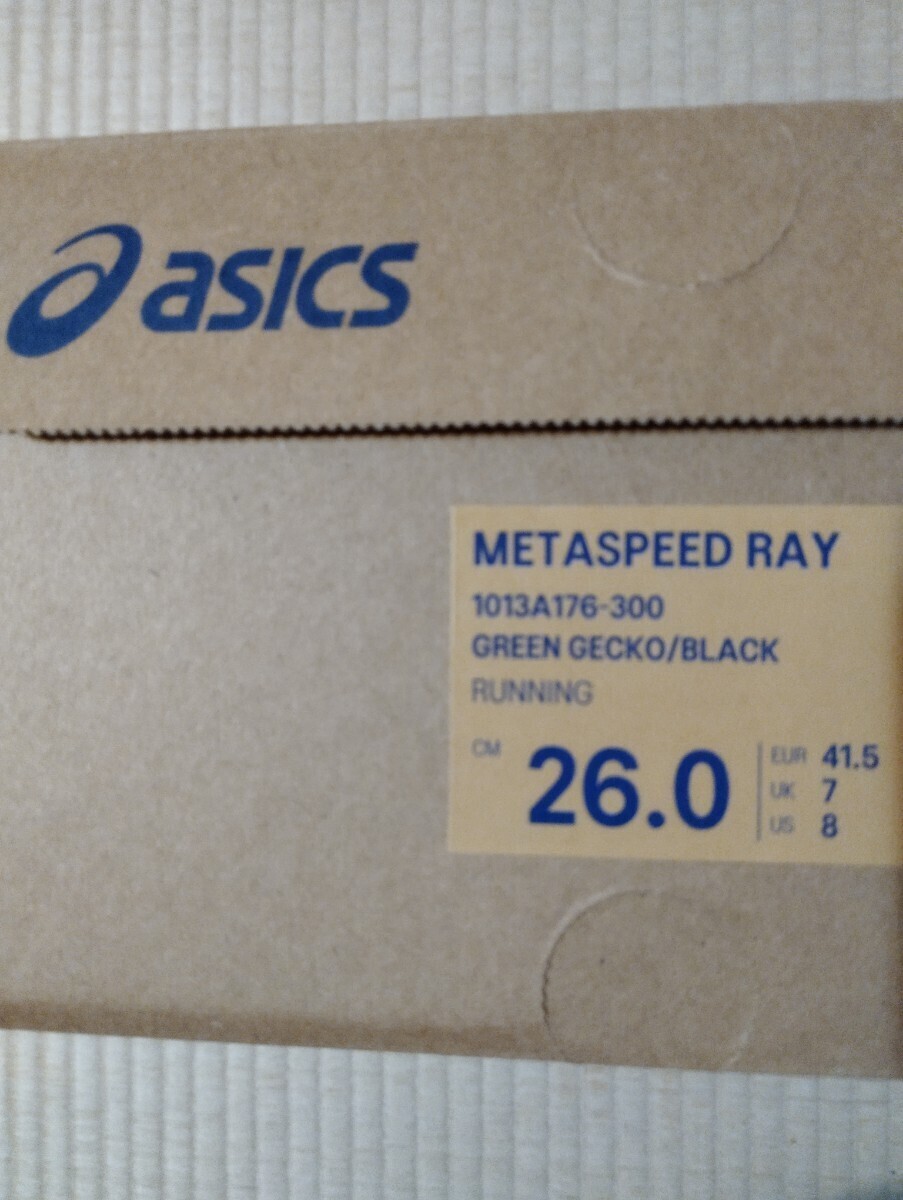 asics
METASPEED RAY
1013A176-300
GREEN GECKO/BLACK
RUNNING
CM 26.0
EUR 41.5
UK 7
US 8